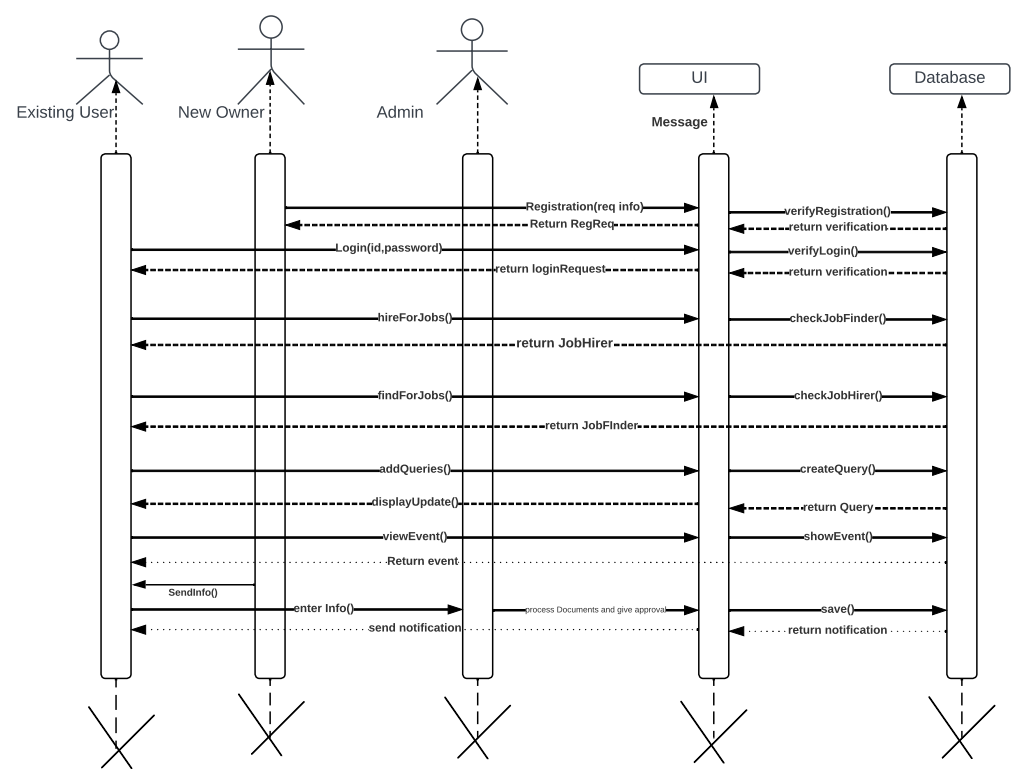 UI
Database
Existing User
New Owner
Admin
Message
Registration(req info)
verifyRegistration()
Return RegReq
return verification
Login(id,password)
verifyLogin()
return loginRequest
return verification
hireForJobs()
checkJobFinder()
return JobHirer
findForJobs()
checkJobHirer()
return JobFInder
addQueries()
createQuery()
displayUpdate()
return Query
viewEvent()
showEvent()
Return event
SendInfo()
enter Info()
process Documents and give approval
save()
send notification
return notification